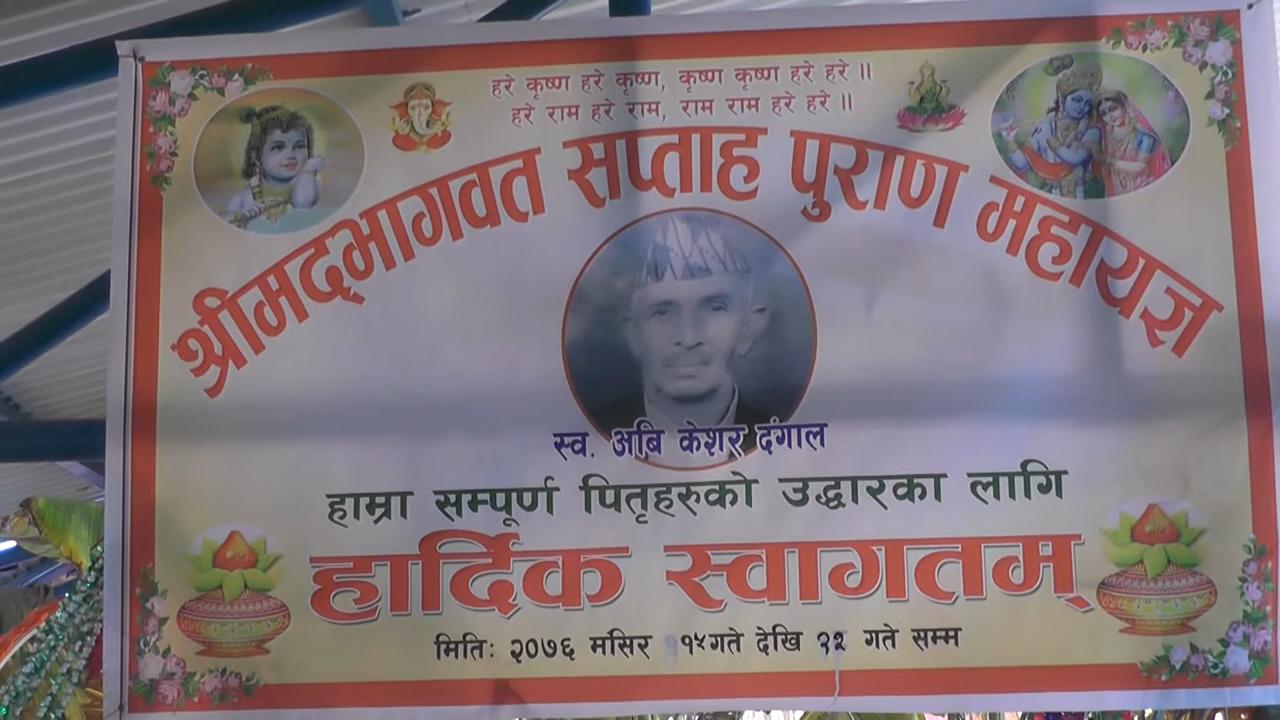 हरे कृष्ण हरे कृष्ण, कृष्ण कृष्ण हरे हरे ॥
हरे राम हरे राम, राम राम हरे हरे ॥
श्रीमद्भागवत सप्ताह पुराण महायज्ञ
स्व. अबि केशर दंगाल
हाम्रा सम्पूर्ण पितृहरुको उद्धारका लागि
हार्दिक स्वागतम्
मितिः २०७६ मंसिर १५गते देखि २२ गते सम्म